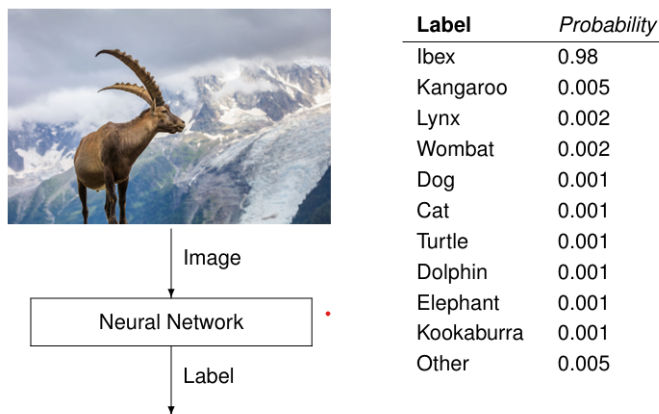 Label Probability
Ibex 0.98
Kangaroo 0.005
Lynx 0.002
Wombat 0.002
Dog 0.001
Cat 0.001
Turtle 0.001
Dolphin 0.001
Elephant 0.001
Kookaburra 0.001
Other 0.005
Image
Neural Network
Label